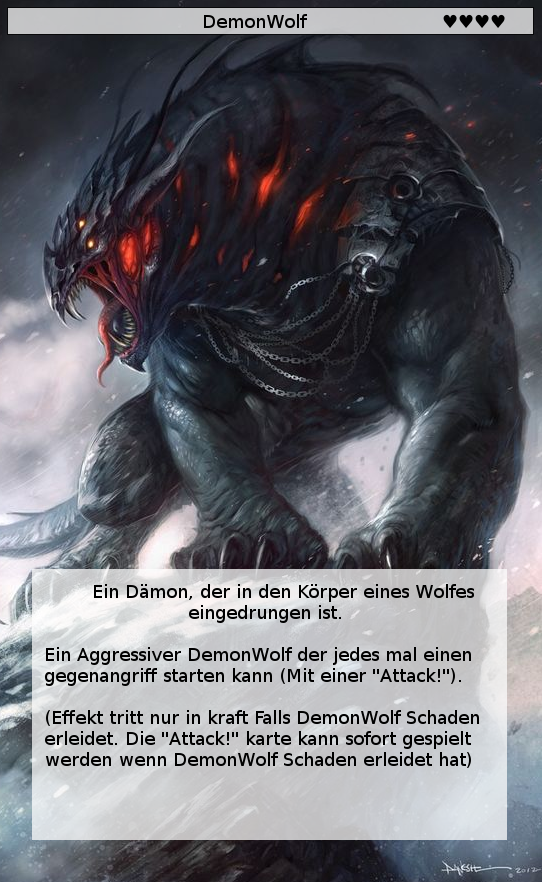 DemonWolf ♥♥♥♥
Ein Dämon, der in den Körper eines Wolfes
eingedrungen ist.
Ein Aggressiver DemonWolf der jedes mal einen
gegenangriff starten kann (Mit einer "Attack!").
(Effekt tritt nur in kraft Falls DemonWolf Schaden
erleidet. Die "Attack!" karte kann sofort gespielt
werden wenn DemonWolf Schaden erleidet hat)
2012